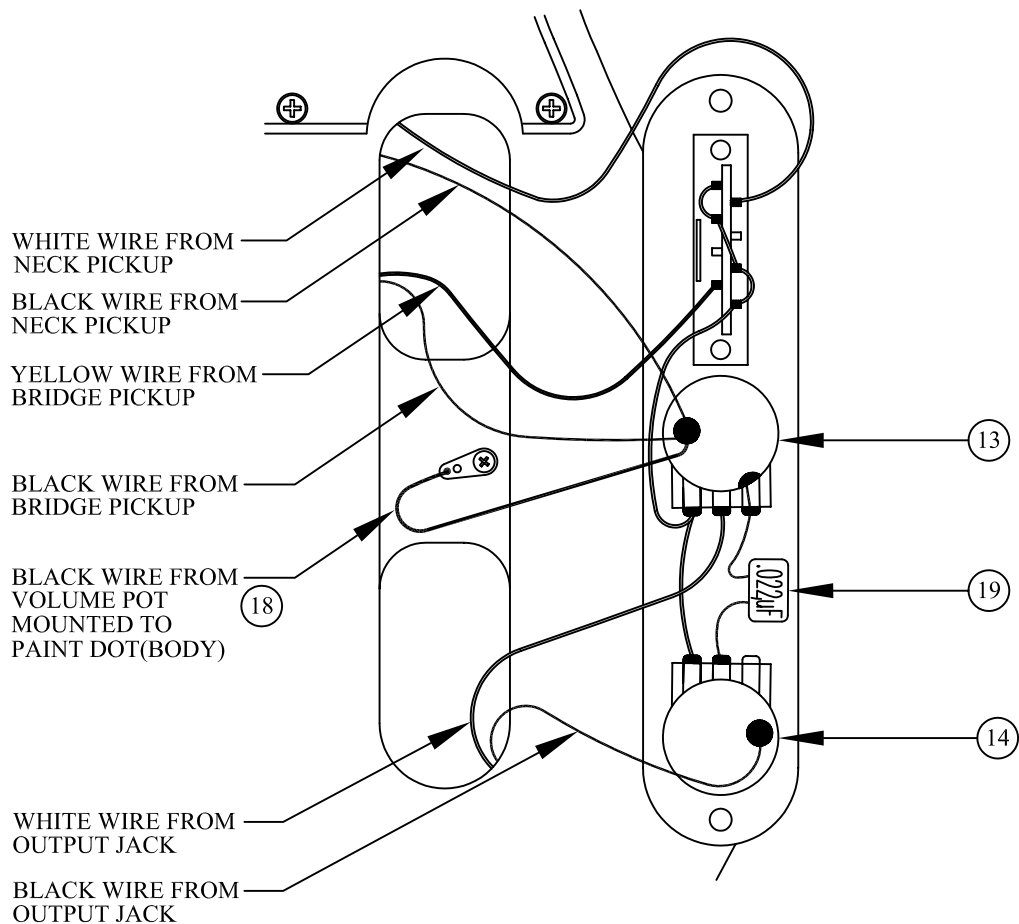 WHITE WIRE FROM
NECK PICKUP
BLACK WIRE FROM
NECK PICKUP
YELLOW WIRE FROM
BRIDGE PICKUP
BLACK WIRE FROM
BRIDGE PICKUP
BLACK WIRE FROM
VOLUME POT
MOUNTED TO
PAINT DOT(BODY)
18
WHITE WIRE FROM
OUTPUT JACK
BLACK WIRE FROM
OUTPUT JACK
13
.022uF
19
14